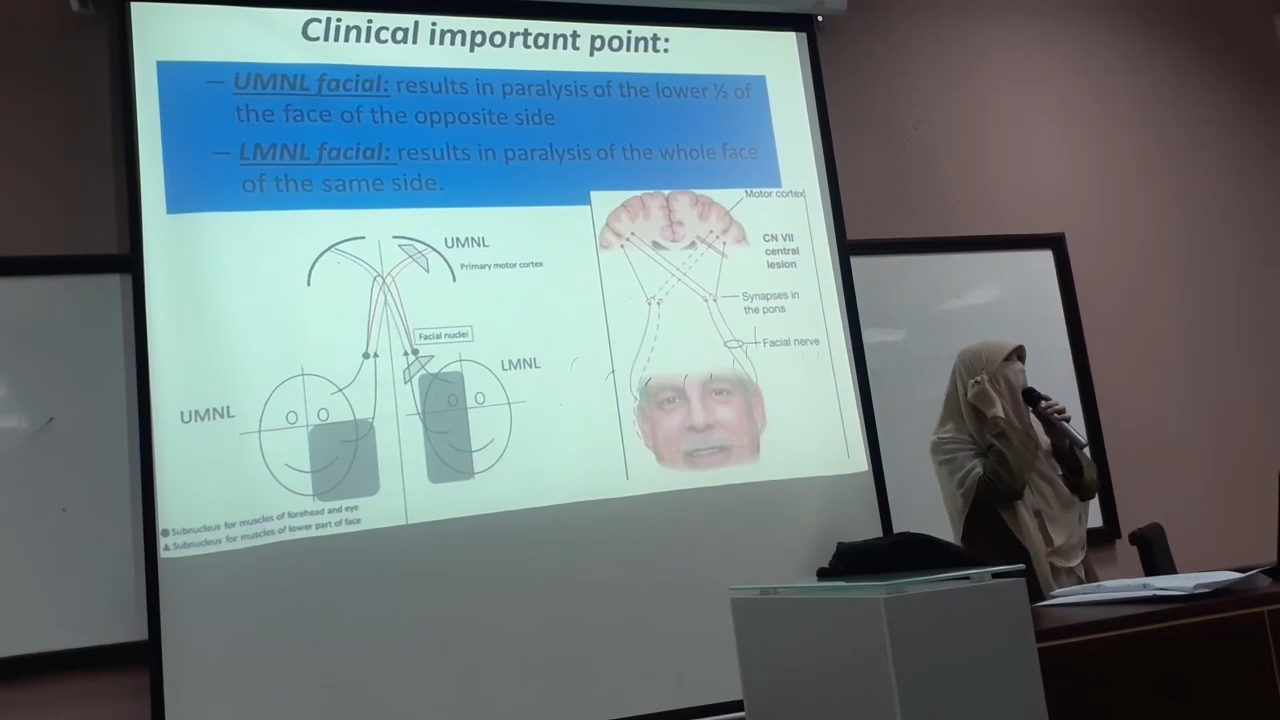 Clinical important point:
— UMNL facial: results in paralysis of the lower ½ of
the face of the opposite side
— LMNL facial: results in paralysis of the whole face
of the same side.
Motor cortex
CN VII
central
lesion
Synapses in
the pons
Facial nerve
UMNL
Primary motor cortex
Facial nuclei
LMNL
UMNL
Subnucleus for muscles of forehead and eye
Subnucleus for muscles of lower part of face